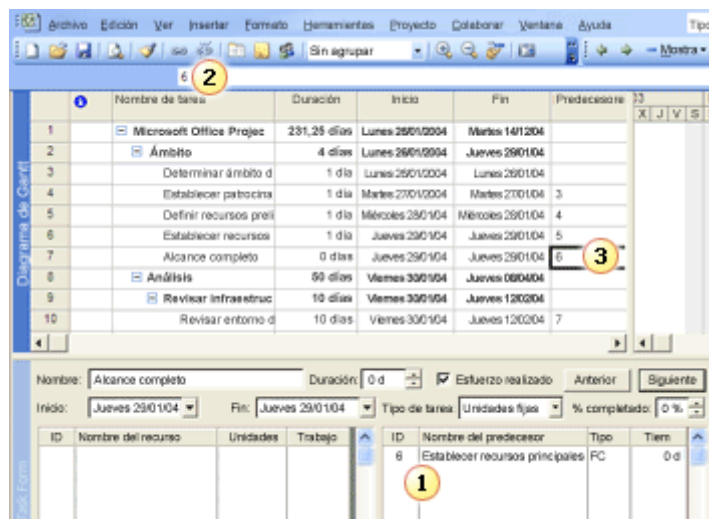 Archivo Edición Ver Insertar Formato Herramientas Proyecto Colaborar Ventana Ayuda Tipo
Sin agrupar Mostra
6 2
Nombre de tarea Duración Inicio Fin Predecesore
X J V S
1 Microsoft Office Projec 231,25 días Lunes 26/01/2004 Martes 14/12/04
2 Ámbito 4 días Lunes 26/01/2004 Jueves 29/01/04
3 Determinar ámbito d 1 día Lunes 26/01/2004 Lunes 26/01/04
4 Establecer patrocina 1 día Martes 27/01/2004 Martes 27/01/04 3
5 Definir recursos preli 1 día Miércoles 28/01/04 Miércoles 28/01/04 4
6 Establecer recursos 1 día Jueves 29/01/04 Jueves 29/01/04 5
7 Alcance completo 0 días Jueves 29/01/04 Jueves 29/01/04 6 3
8 Análisis 50 días Viernes 30/01/04 Jueves 08/04/04
9 Revisar infraestruc 10 días Viernes 30/01/04 Jueves 12/02/04
10 Revisar entorno d 10 días Viernes 30/01/04 Jueves 12/02/04 7
Diagrama de Gantt
Nombre: Alcance completo Duración: 0 d Esfuerzo realizado Anterior Siguiente
Inicio: Jueves 29/01/04 Fin: Jueves 29/01/04 Tipo de tarea: Unidades fijas % completado: 0 %
ID Nombre del recurso Unidades Trabajo ID Nombre del predecesor Tipo Tiem
6 Establecer recursos principales FC 0 d
1
Task Form